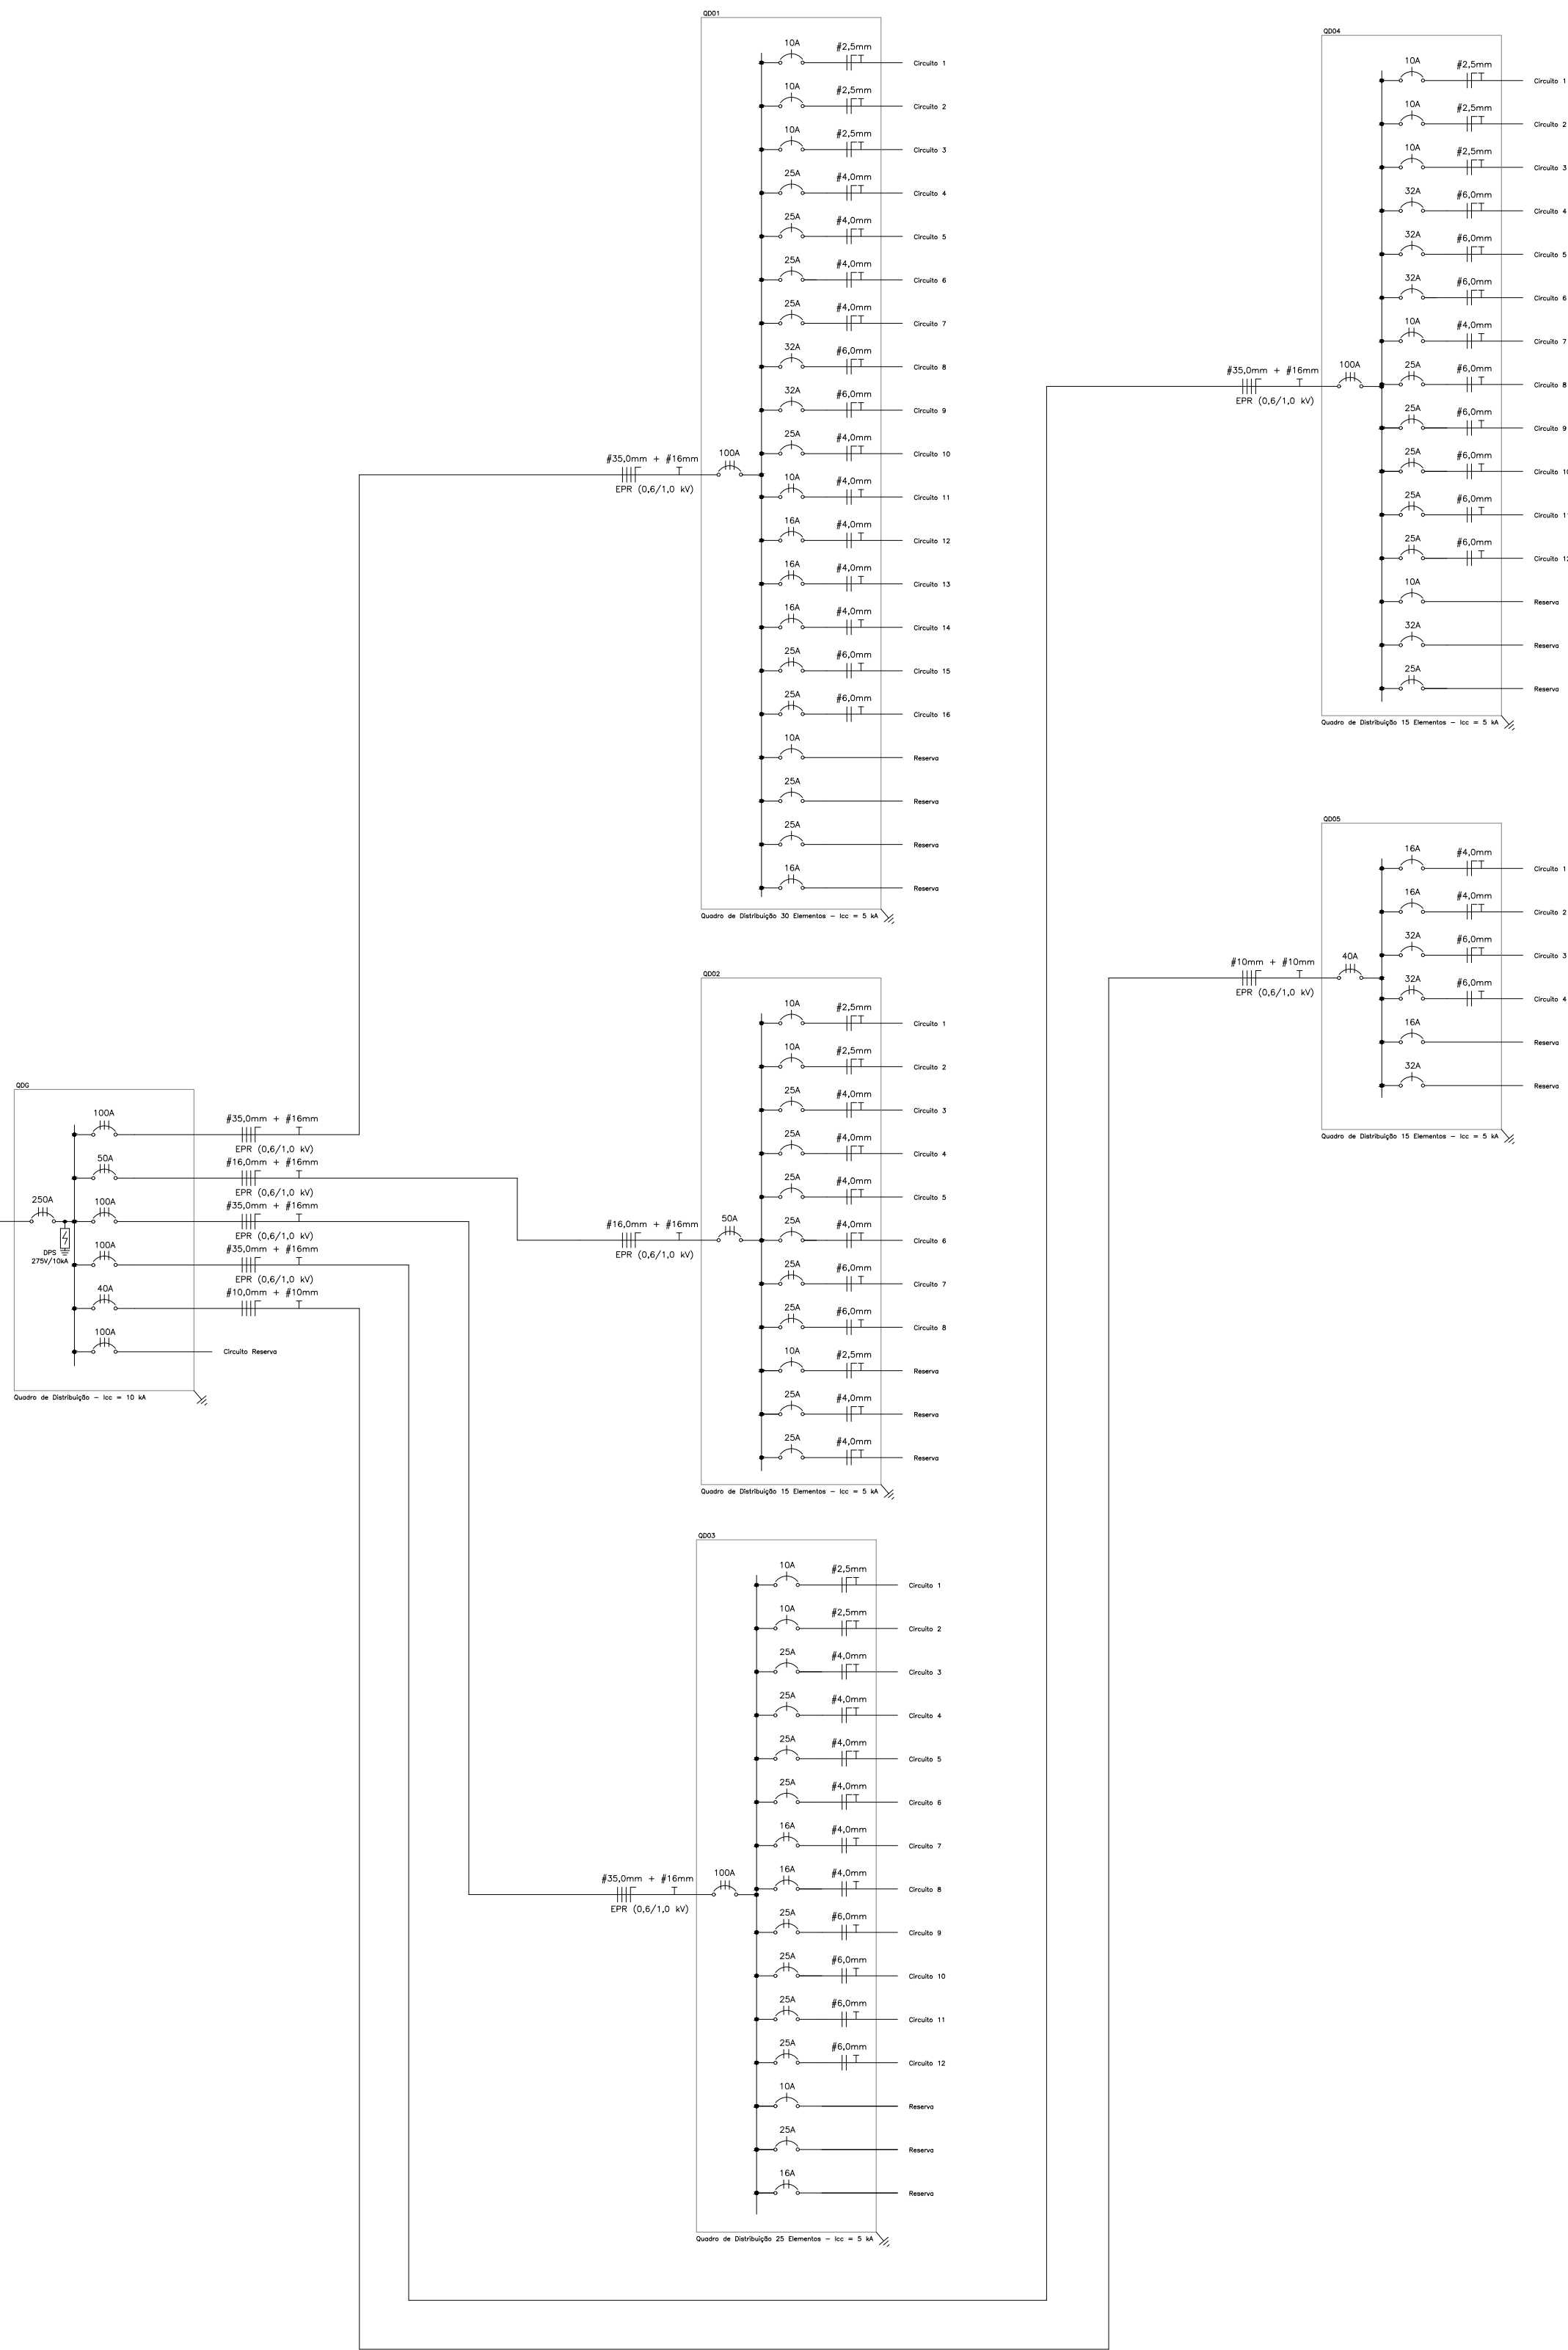 QD01
10A #2,5mm Circuito 1
10A #2,5mm Circuito 2
10A #2,5mm Circuito 3
25A #4,0mm Circuito 4
25A #4,0mm Circuito 5
25A #4,0mm Circuito 6
25A #4,0mm Circuito 7
32A #6,0mm Circuito 8
32A #6,0mm Circuito 9
25A #4,0mm Circuito 10
#35,0mm + #16mm 100A
EPR (0,6/1,0 kV)
10A #4,0mm Circuito 11
16A #4,0mm Circuito 12
16A #4,0mm Circuito 13
16A #4,0mm Circuito 14
25A #6,0mm Circuito 15
25A #6,0mm Circuito 16
10A Reserva
25A Reserva
25A Reserva
16A Reserva
Quadro de Distribuição 30 Elementos - Icc = 5 kA
QD04
10A #2,5mm Circuito 1
10A #2,5mm Circuito 2
10A #2,5mm Circuito 3
32A #6,0mm Circuito 4
32A #6,0mm Circuito 5
32A #6,0mm Circuito 6
10A #4,0mm Circuito 7
#35,0mm + #16mm 100A
EPR (0,6/1,0 kV)
25A #6,0mm Circuito 8
25A #6,0mm Circuito 9
25A #6,0mm Circuito 10
25A #6,0mm Circuito 1
25A #6,0mm Circuito 12
10A Reserva
32A Reserva
25A Reserva
Quadro de Distribuição 15 Elementos - Icc = 5 kA
QD05
16A #4,0mm Circuito 1
16A #4,0mm Circuito 2
32A #6,0mm Circuito 3
#10mm + #10mm 40A
EPR (0,6/1,0 kV)
32A #6,0mm Circuito 4
16A Reserva
32A Reserva
Quadro de Distribuição 15 Elementos - Icc = 5 kA
QDG
100A #35,0mm + #16mm
EPR (0,6/1,0 kV)
50A #16,0mm + #16mm
EPR (0,6/1,0 kV)
250A 100A #35,0mm + #16mm
EPR (0,6/1,0 kV)
DPS
275V/10kA
100A #35,0mm + #16mm
EPR (0,6/1,0 kV)
40A #10,0mm + #10mm
100A Circuito Reserva
Quadro de Distribuição - Icc = 10 kA
QD02
10A #2,5mm Circuito 1
10A #2,5mm Circuito 2
25A #4,0mm Circuito 3
25A #4,0mm Circuito 4
25A #4,0mm Circuito 5
#16,0mm + #16mm 50A
EPR (0,6/1,0 kV)
25A #4,0mm Circuito 6
25A #6,0mm Circuito 7
25A #6,0mm Circuito 8
10A #2,5mm Reserva
25A #4,0mm Reserva
25A #4,0mm Reserva
Quadro de Distribuição 15 Elementos - Icc = 5 kA
QD03
10A #2,5mm Circuito 1
10A #2,5mm Circuito 2
25A #4,0mm Circuito 3
25A #4,0mm Circuito 4
25A #4,0mm Circuito 5
25A #4,0mm Circuito 6
16A #4,0mm Circuito 7
#35,0mm + #16mm 100A
EPR (0,6/1,0 kV)
16A #4,0mm Circuito 8
25A #6,0mm Circuito 9
25A #6,0mm Circuito 10
25A #6,0mm Circuito 11
25A #6,0mm Circuito 12
10A Reserva
25A Reserva
16A Reserva
Quadro de Distribuição 25 Elementos - Icc = 5 kA